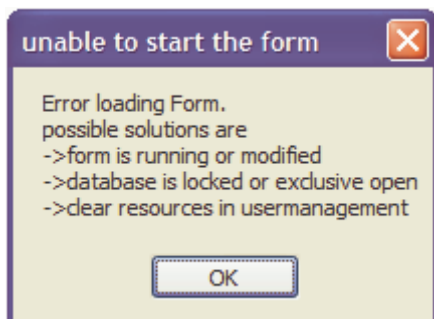 unable to start the form
Error loading Form.
possible solutions are
->form is running or modified
->database is locked or exclusive open
->clear resources in usermanagement
OK